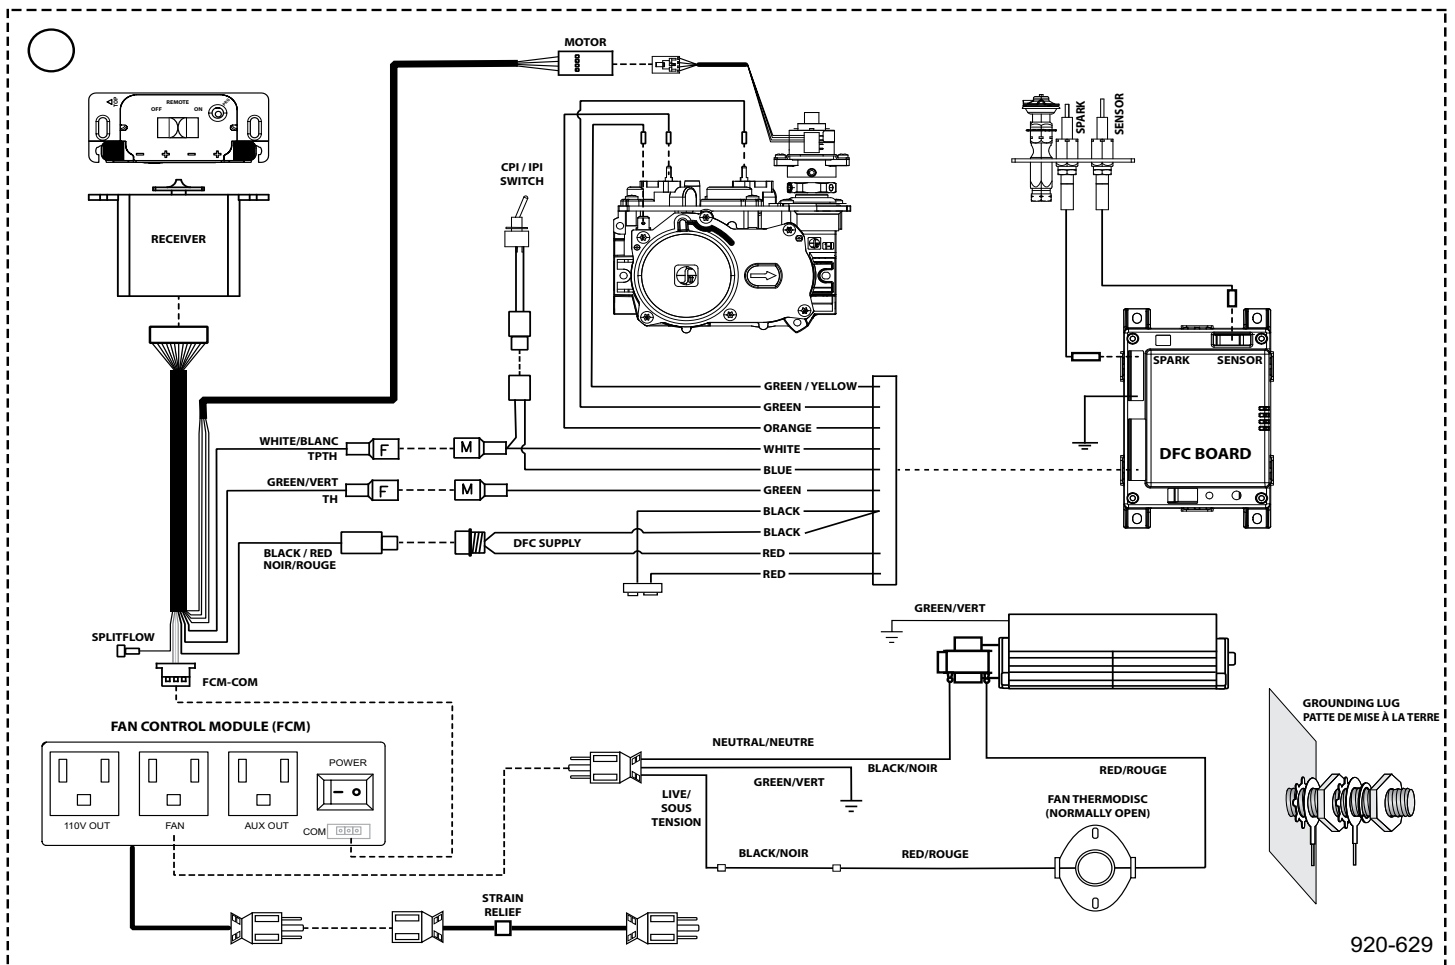 MOTOR
TOP
REMOTE
OFF
ON
- + - +
RECEIVER
CPI / IPI
SWITCH
SPARK
SENSOR
SPARK
SENSOR
DFC BOARD
GREEN / YELLOW
GREEN
ORANGE
WHITE
BLUE
GREEN
BLACK
BLACK
RED
RED
WHITE/BLANC
TPTH
F
M
GREEN/VERT
TH
F
M
BLACK / RED
NOIR/ROUGE
DFC SUPPLY
SPLITFLOW
FCM-COM
FAN CONTROL MODULE (FCM)
110V OUT
FAN
AUX OUT
POWER
COM
GREEN/VERT
NEUTRAL/NEUTRE
BLACK/NOIR
GREEN/VERT
RED/ROUGE
LIVE/
SOUS
TENSION
FAN THERMODISC
(NORMALLY OPEN)
BLACK/NOIR
RED/ROUGE
STRAIN
RELIEF
GROUNDING LUG
PATTE DE MISE À LA TERRE
920-629